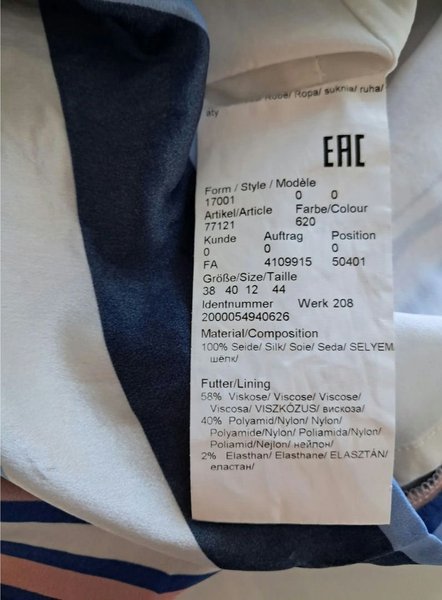 Robe/ Ropa/ suknia/ ruha/
aty
EAC
Form / Style / Modèle
17001 0 0
Artikel/Article Farbe/Colour
77121 620
Kunde Auftrag Position
0 0 0
FA 4109915 50401
Größe/Size/Taille
38 40 12 44
Identnummer Werk 208
2000054940626
Material/Composition
100% Seide/ Silk/ Soie/ Seda/ SELYEM
шёлк/
Futter/Lining
58% Viskose/ Viscose/ Viscose/
Viscosa/ VISZKÓZUS/ вискоза/
40% Polyamid/Nylon/ Nylon/
Polyamide/Nylon/ Poliamida/Nylon/
Poliamid/Nejlon/ нейлон/
2% Elasthan/ Elasthane/ ELASZTÁN/
еластан/